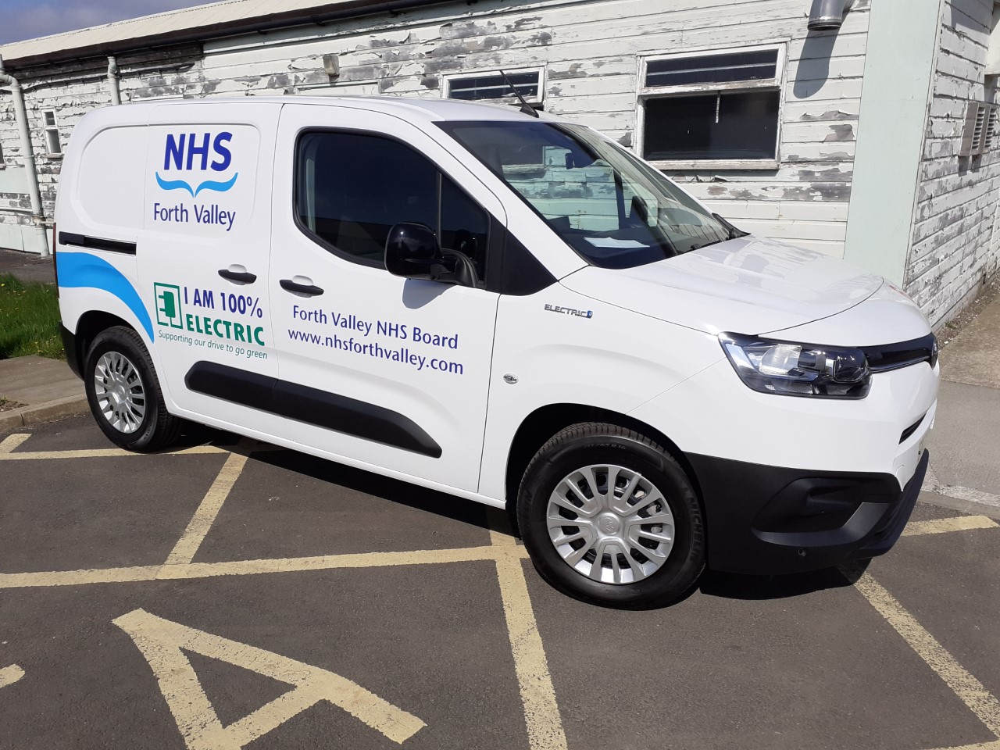 NHS
Forth Valley
I AM 100%
ELECTRIC
Supporting our drive to go green
Forth Valley NHS Board
www.nhsforthvalley.com
ELECTRIC
MICHELIN
A